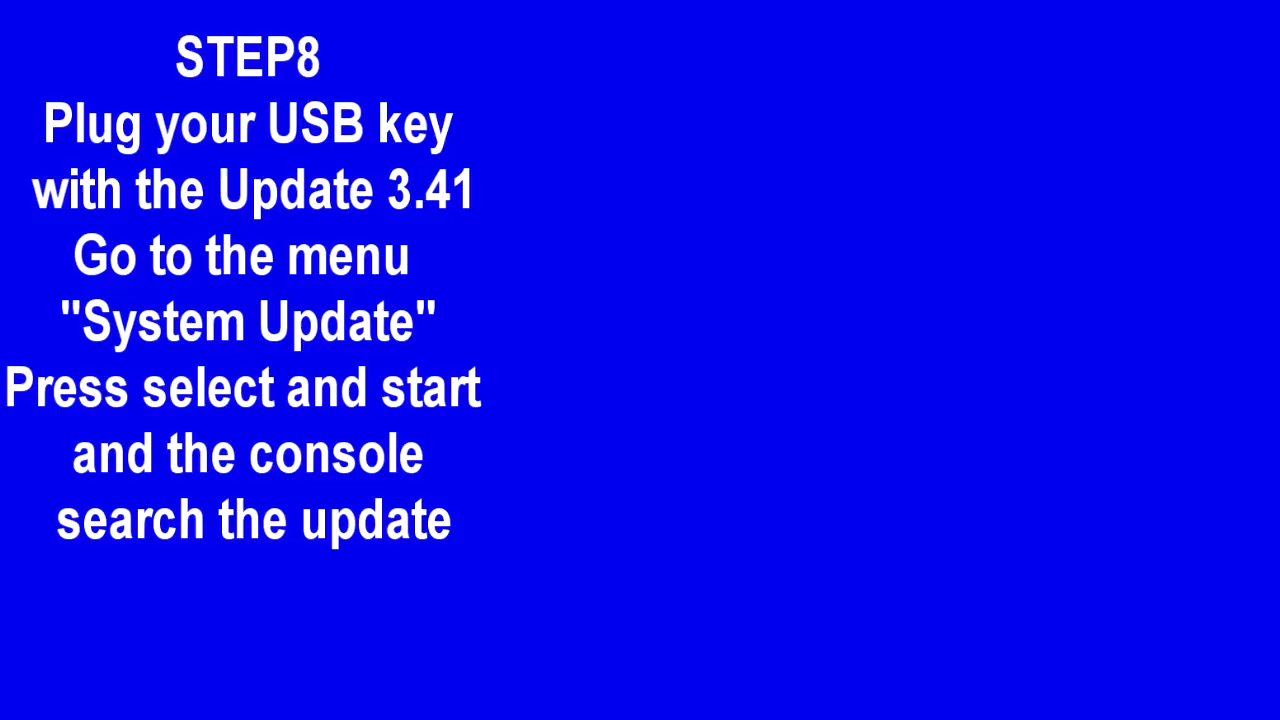 STEP8
Plug your USB key
with the Update 3.41
Go to the menu
"System Update"
Press select and start
and the console
search the update